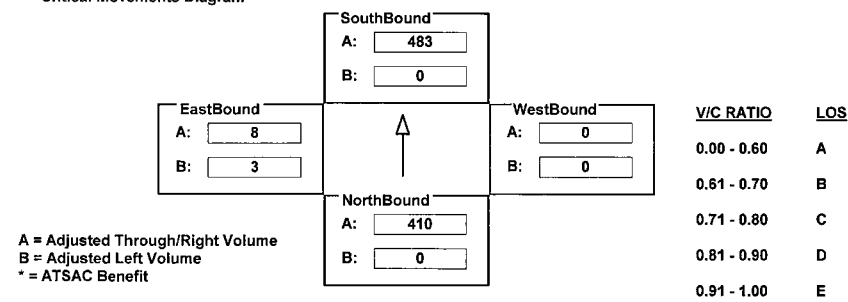 Critical Movements Diagram
SouthBound
A: 483
B: 0
EastBound
A: 8
B: 3
WestBound
A: 0
B: 0
NorthBound
A: 410
B: 0
A = Adjusted Through/Right Volume
B = Adjusted Left Volume
* = ATSAC Benefit
V/C RATIO LOS
0.00 - 0.60 A
0.61 - 0.70 B
0.71 - 0.80 C
0.81 - 0.90 D
0.91 - 1.00 E